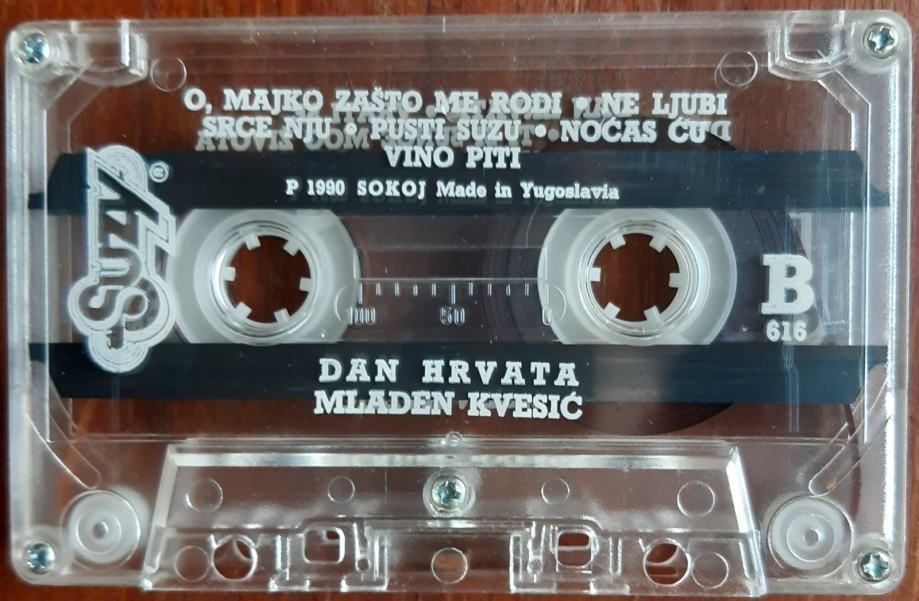 O, MAJKO ZAŠTO ME RODI • NE LJUBI
SRCE NJU • PUSTI SUZU • NOĆAS ĆU
VINO PITI
P 1990 SOKOJ Made in Yugoslavia
SUZY ®
B
616
100 50 0
DAN HRVATA
MLADEN KVESIĆ